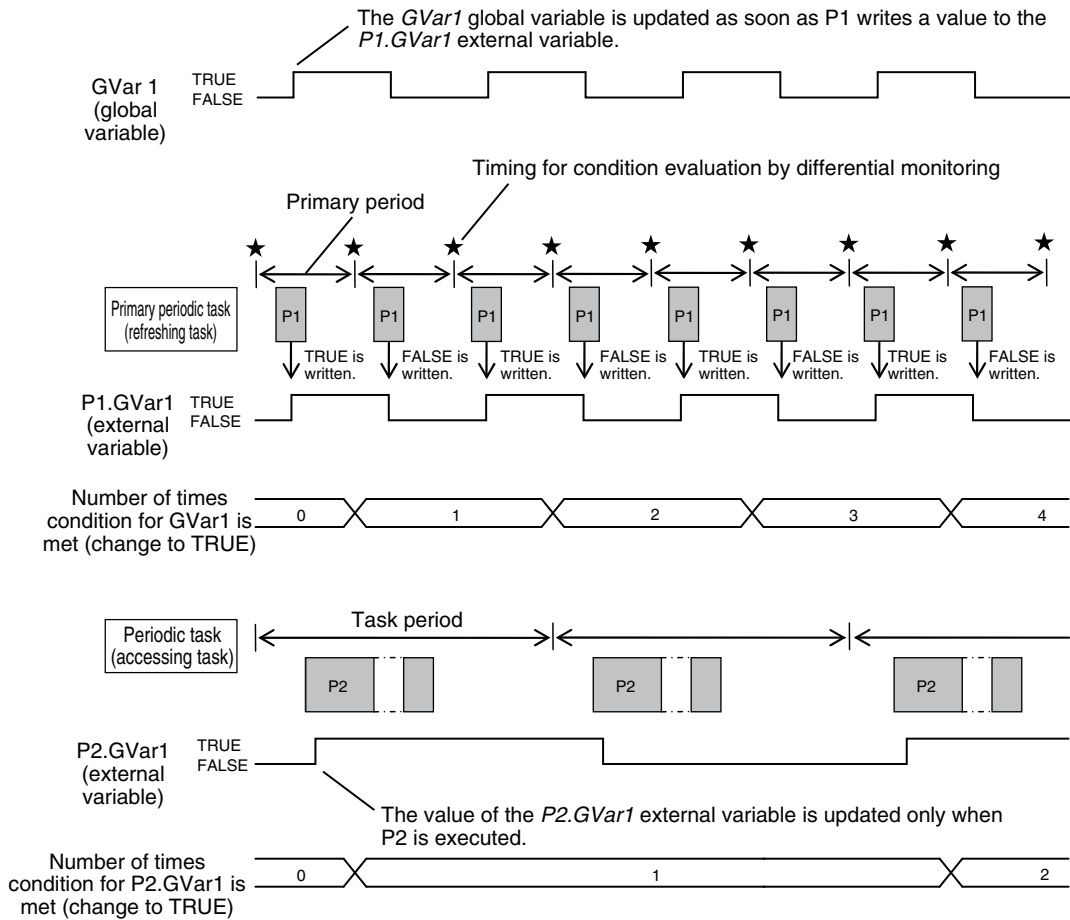 The GVar1 global variable is updated as soon as P1 writes a value to the
P1.GVar1 external variable.
GVar 1
(global
variable)
TRUE
FALSE
Timing for condition evaluation by differential monitoring
Primary period
★ ★ ★ ★ ★ ★ ★ ★ ★
Primary periodic task
(refreshing task)
P1 P1 P1 P1 P1 P1 P1 P1
TRUE is written. FALSE is written. TRUE is written. FALSE is written. TRUE is written. FALSE is written. TRUE is written. FALSE is written.
P1.GVar1
(external
variable)
TRUE
FALSE
Number of times
condition for GVar1 is
met (change to TRUE)
0 1 2 3 4
Task period
Periodic task
(accessing task)
P2 P2 P2
P2.GVar1
(external
variable)
TRUE
FALSE
The value of the P2.GVar1 external variable is updated only when
P2 is executed.
Number of times
condition for P2.GVar1 is
met (change to TRUE)
0 1 2